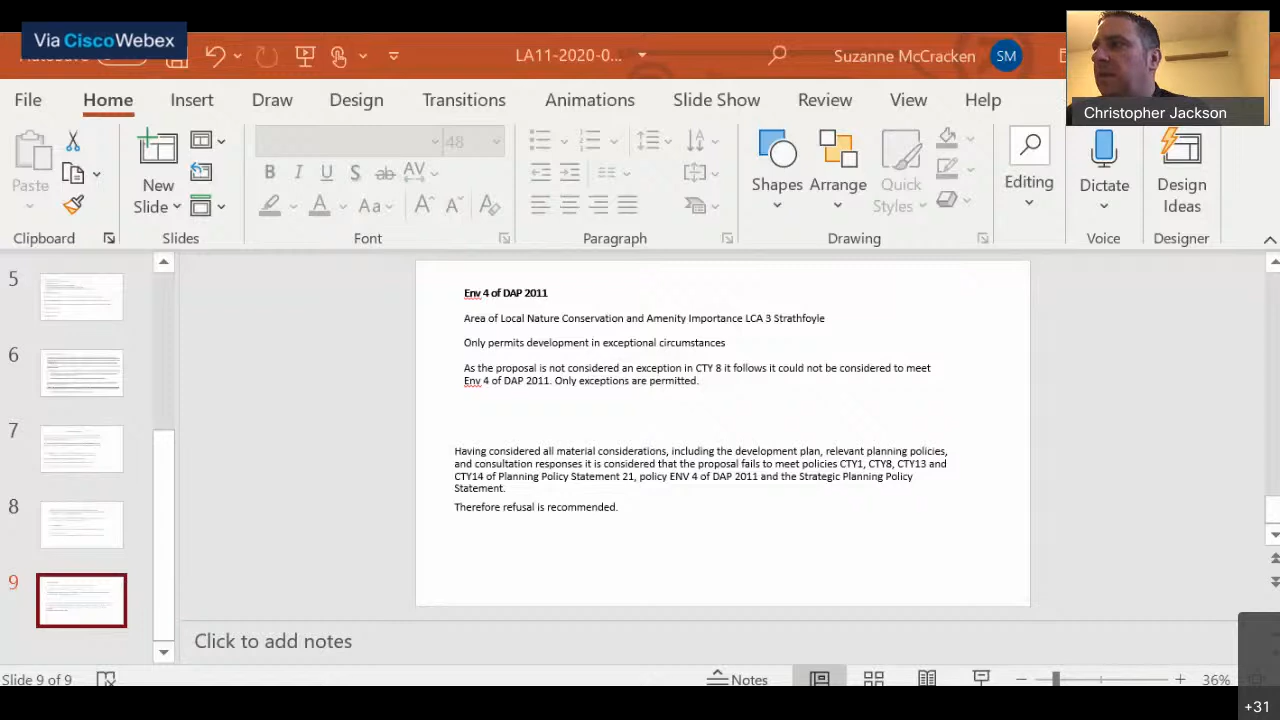 Via CiscoWebex
LA11-2020-0...
Suzanne McCracken
SM
Christopher Jackson
File
Home
Insert
Draw
Design
Transitions
Animations
Slide Show
Review
View
Help
48
Paste
New
Slide
Shapes
Arrange
Quick
Styles
Editing
Dictate
Design
Ideas
Clipboard
Slides
Font
Paragraph
Drawing
Voice
Designer
5
6
7
8
9
Env 4 of DAP 2011
Area of Local Nature Conservation and Amenity Importance LCA 3 Strathfoyle
Only permits development in exceptional circumstances
As the proposal is not considered an exception in CTY 8 it follows it could not be considered to meet
Env 4 of DAP 2011. Only exceptions are permitted.
Having considered all material considerations, including the development plan, relevant planning policies,
and consultation responses it is considered that the proposal fails to meet policies CTY1, CTY8, CTY13 and
CTY14 of Planning Policy Statement 21, policy ENV 4 of DAP 2011 and the Strategic Planning Policy
Statement.
Therefore refusal is recommended.
Click to add notes
Slide 9 of 9
Notes
36%
+31